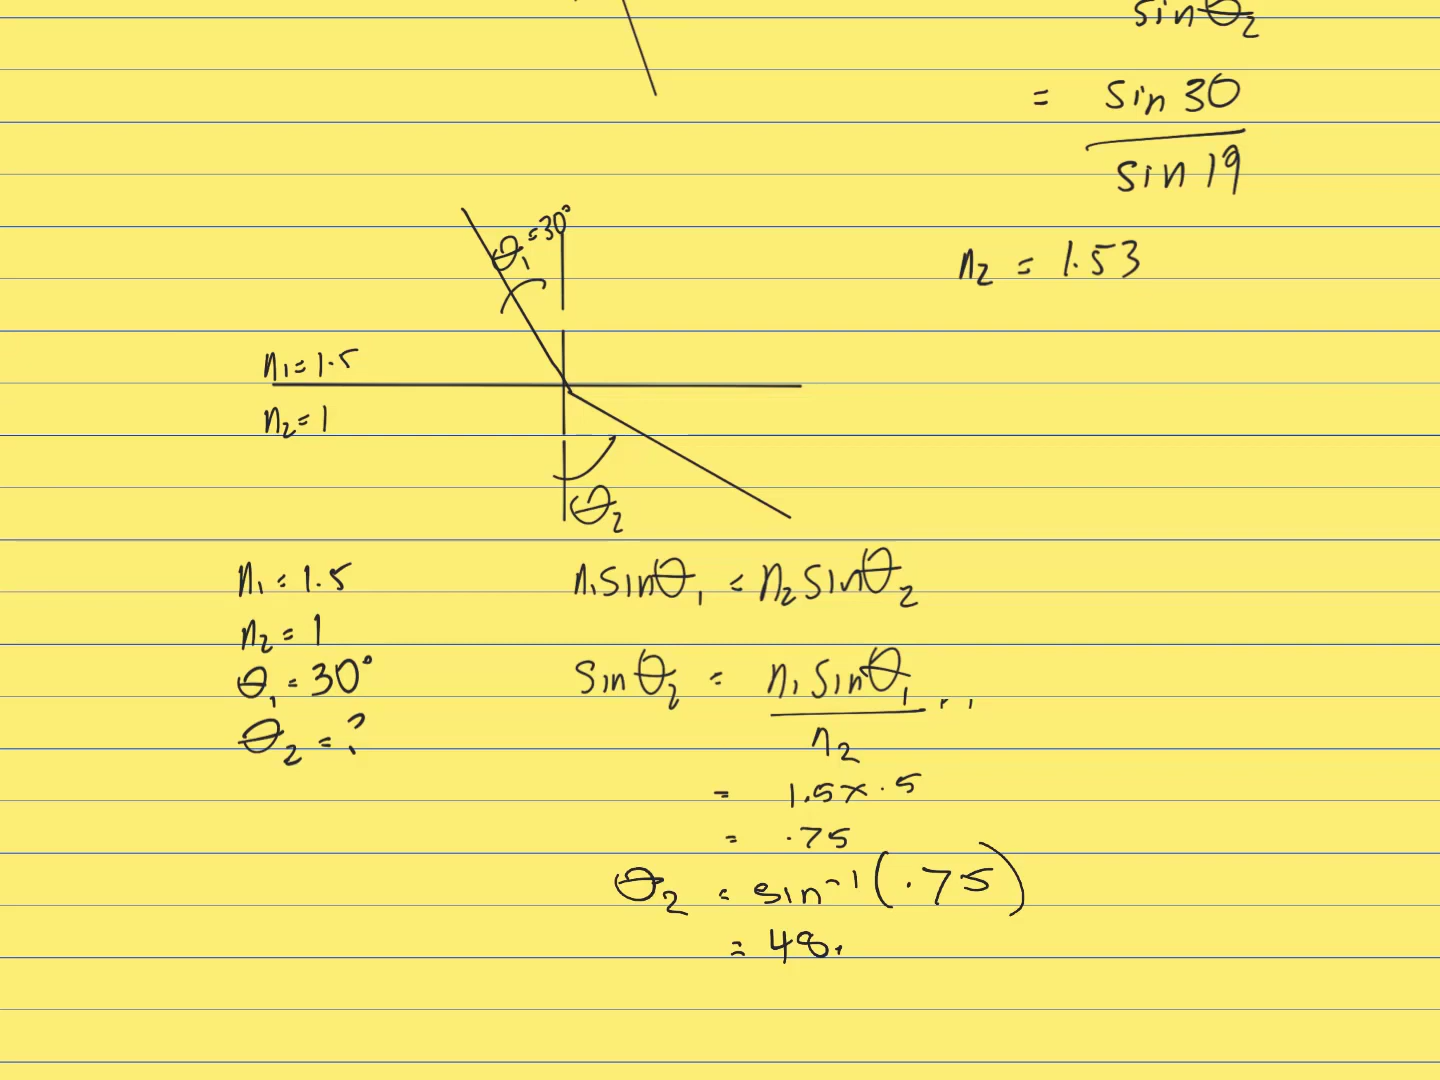 sinθ₂
= sin 30
sin 19
n₂ = 1.53
θ₁ = 30°
n₁ = 1.5
n₂ = 1
θ₂
n₁ = 1.5
n₂ = 1
θ₁ = 30°
θ₂ = ?
n₁ sinθ₁ = n₂ sinθ₂
sin θ₂ = n₁ sinθ₁
n₂
= 1.5 × .5
= .75
θ₂ = sin⁻¹(.75)
= 48.